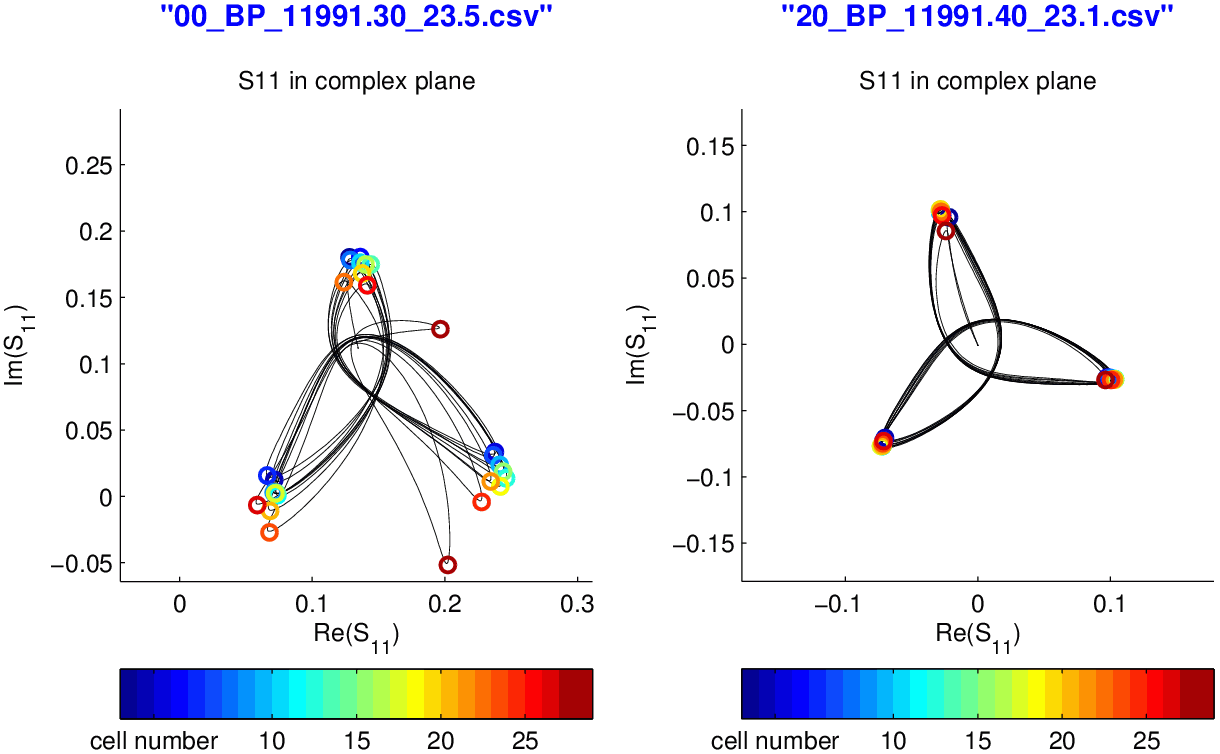 "00_BP_11991.30_23.5.csv"
S11 in complex plane
Im(S11)
0.25
0.2
0.15
0.1
0.05
0
−0.05
0 0.1 0.2 0.3
Re(S11)
cell number 10 15 20 25
"20_BP_11991.40_23.1.csv"
S11 in complex plane
Im(S11)
0.15
0.1
0.05
0
−0.05
−0.1
−0.15
−0.1 0 0.1
Re(S11)
cell number 10 15 20 25